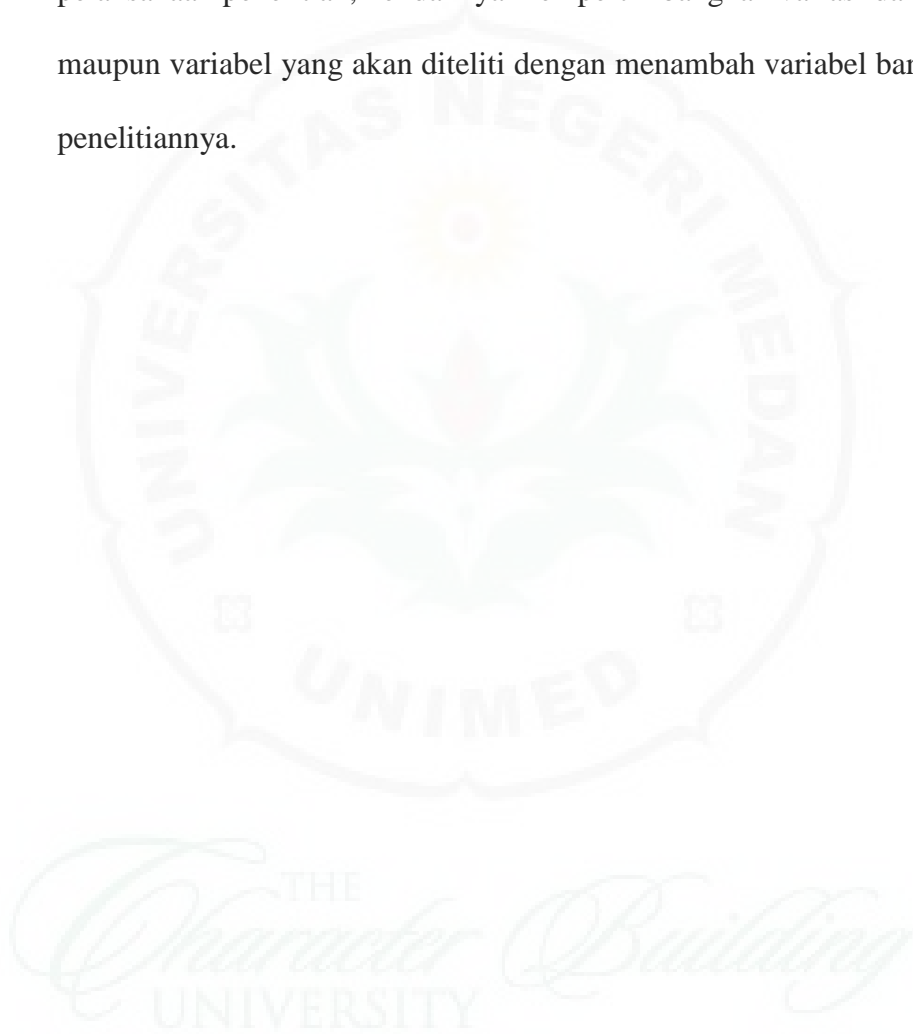 maupun variabel yang akan diteliti dengan menambah variabel
penelitiannya.
UNIVERSITAS NEGERI MEDAN
UNIMED
THE
Character Building
UNIVERSITY